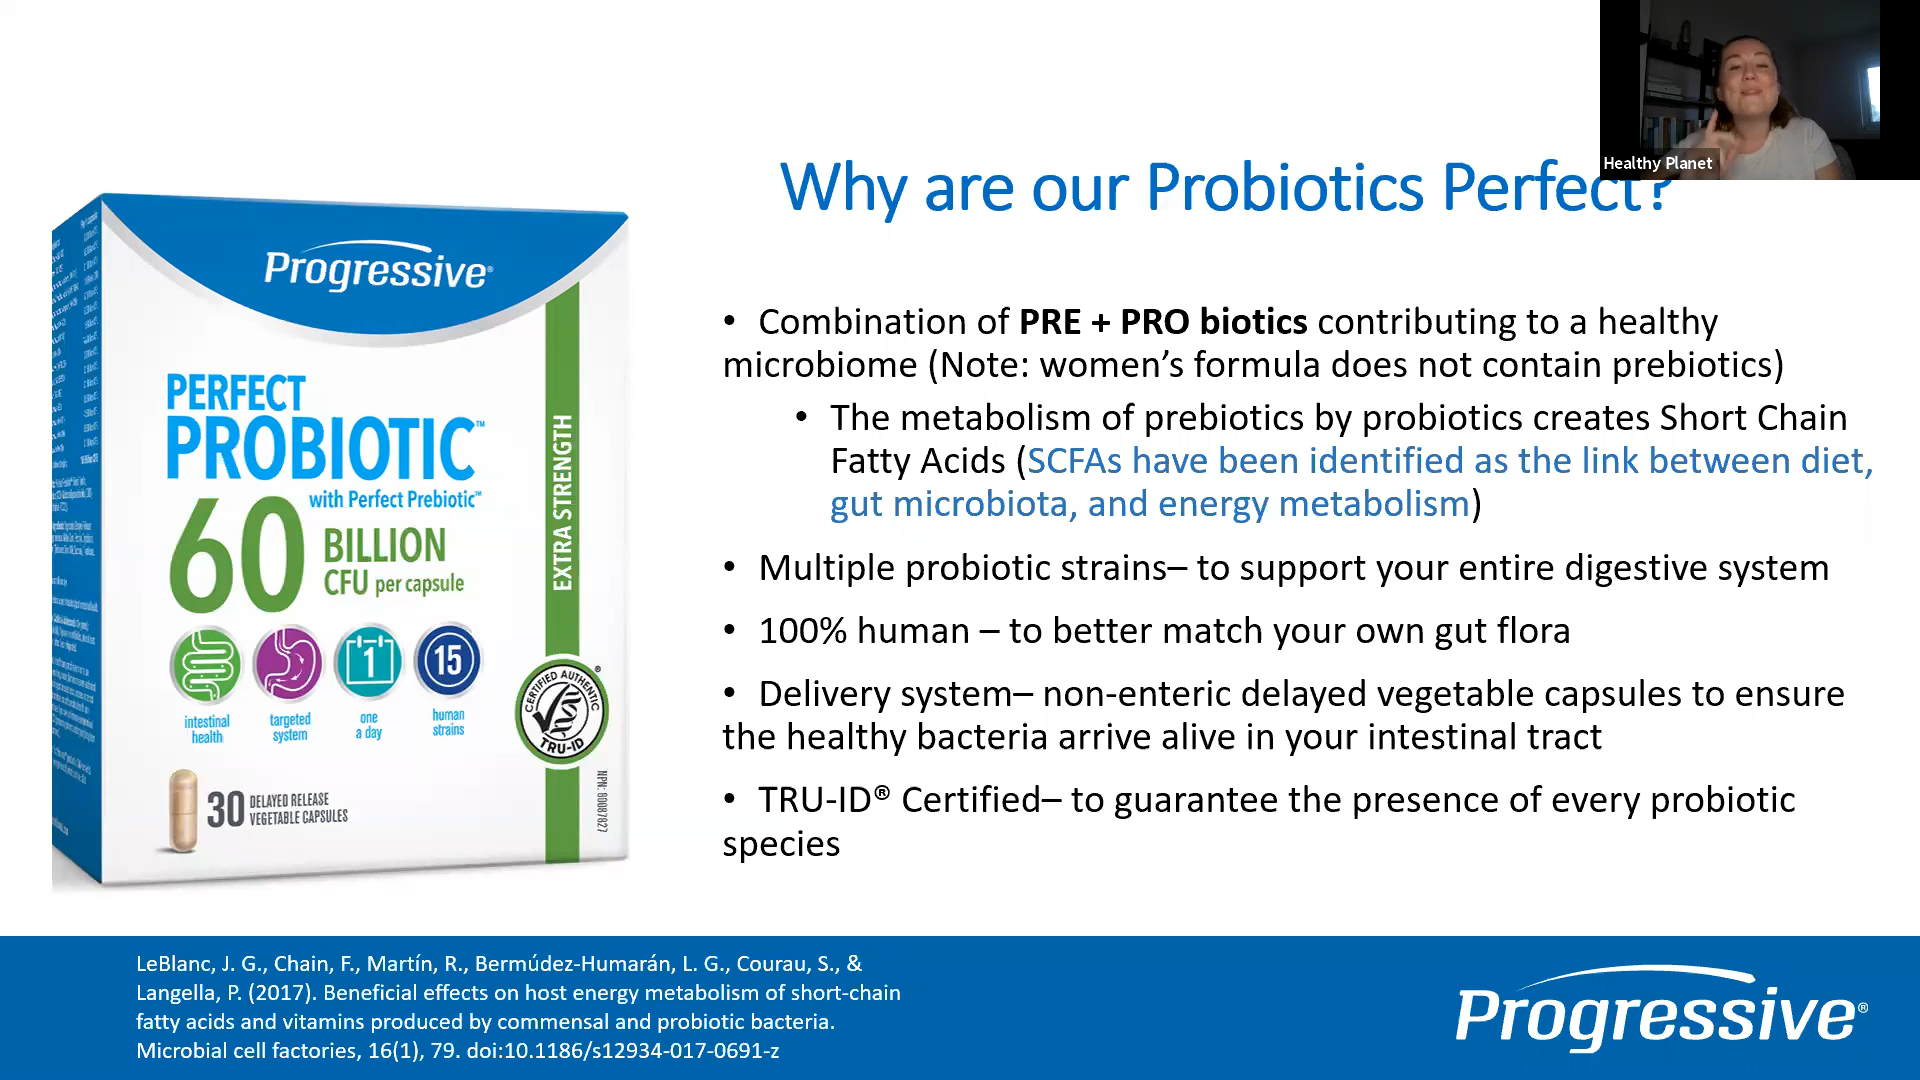 Healthy Planet
Why are our Probiotics Perfect?
Progressive®
PERFECT
PROBIOTIC™
with Perfect Prebiotic™
60
BILLION
CFU per capsule
EXTRA STRENGTH
15
1
intestinal
health
targeted
system
one
a day
human
strains
CERTIFIED AUTHENTIC
TRU-ID
®
30
DELAYED RELEASE
VEGETABLE CAPSULES
NPN: 80087827
• Combination of PRE + PRO biotics contributing to a healthy
microbiome (Note: women’s formula does not contain prebiotics)
• The metabolism of prebiotics by probiotics creates Short Chain
Fatty Acids (SCFAs have been identified as the link between diet,
gut microbiota, and energy metabolism)
• Multiple probiotic strains– to support your entire digestive system
• 100% human – to better match your own gut flora
• Delivery system– non-enteric delayed vegetable capsules to ensure
the healthy bacteria arrive alive in your intestinal tract
• TRU-ID® Certified– to guarantee the presence of every probiotic
species
LeBlanc, J. G., Chain, F., Martín, R., Bermúdez-Humarán, L. G., Courau, S., &
Langella, P. (2017). Beneficial effects on host energy metabolism of short-chain
fatty acids and vitamins produced by commensal and probiotic bacteria.
Microbial cell factories, 16(1), 79. doi:10.1186/s12934-017-0691-z
Progressive®